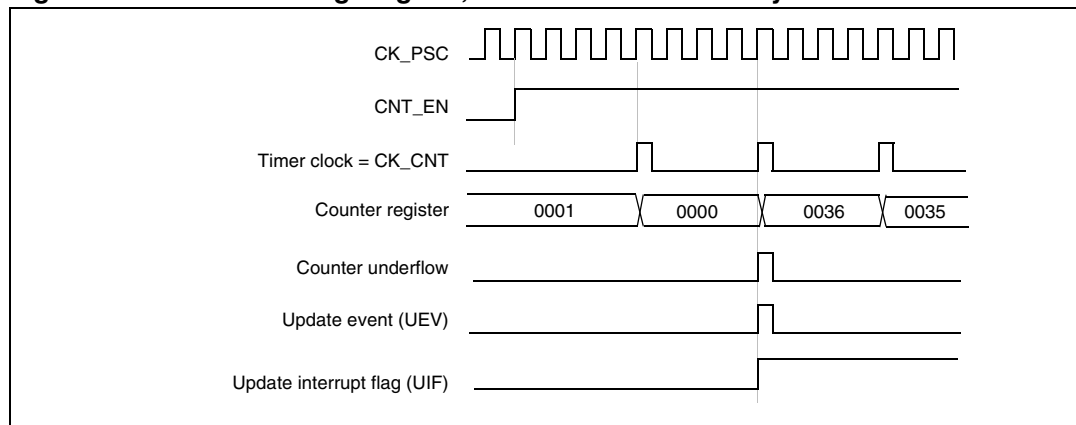 CK_PSC
CNT_EN
Timer clock = CK_CNT
Counter register 0001 0000 0036 0035
Counter underflow
Update event (UEV)
Update interrupt flag (UIF)